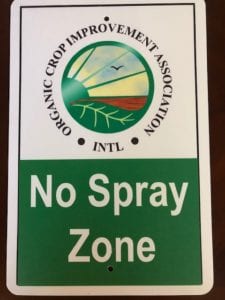 ORGANIC CROP IMPROVEMENT ASSOCIATION
INTL
No Spray
Zone